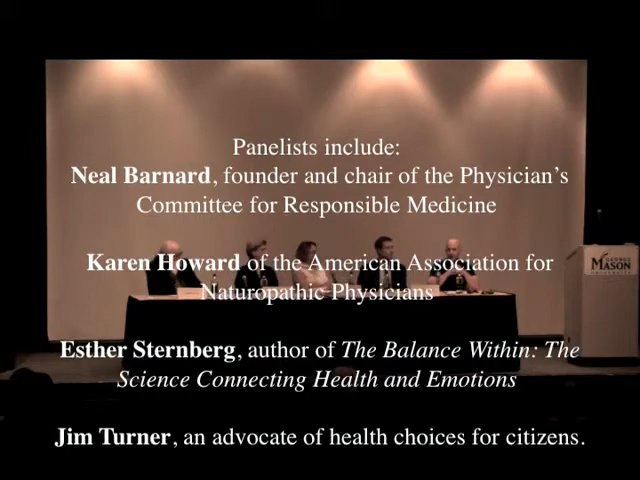 Panelists include:
Neal Barnard, founder and chair of the Physician’s
Committee for Responsible Medicine
Karen Howard of the American Association for
Naturopathic Physicians
Esther Sternberg, author of The Balance Within: The
Science Connecting Health and Emotions
Jim Turner, an advocate of health choices for citizens.
GEORGE
MASON
UNIVERSITY